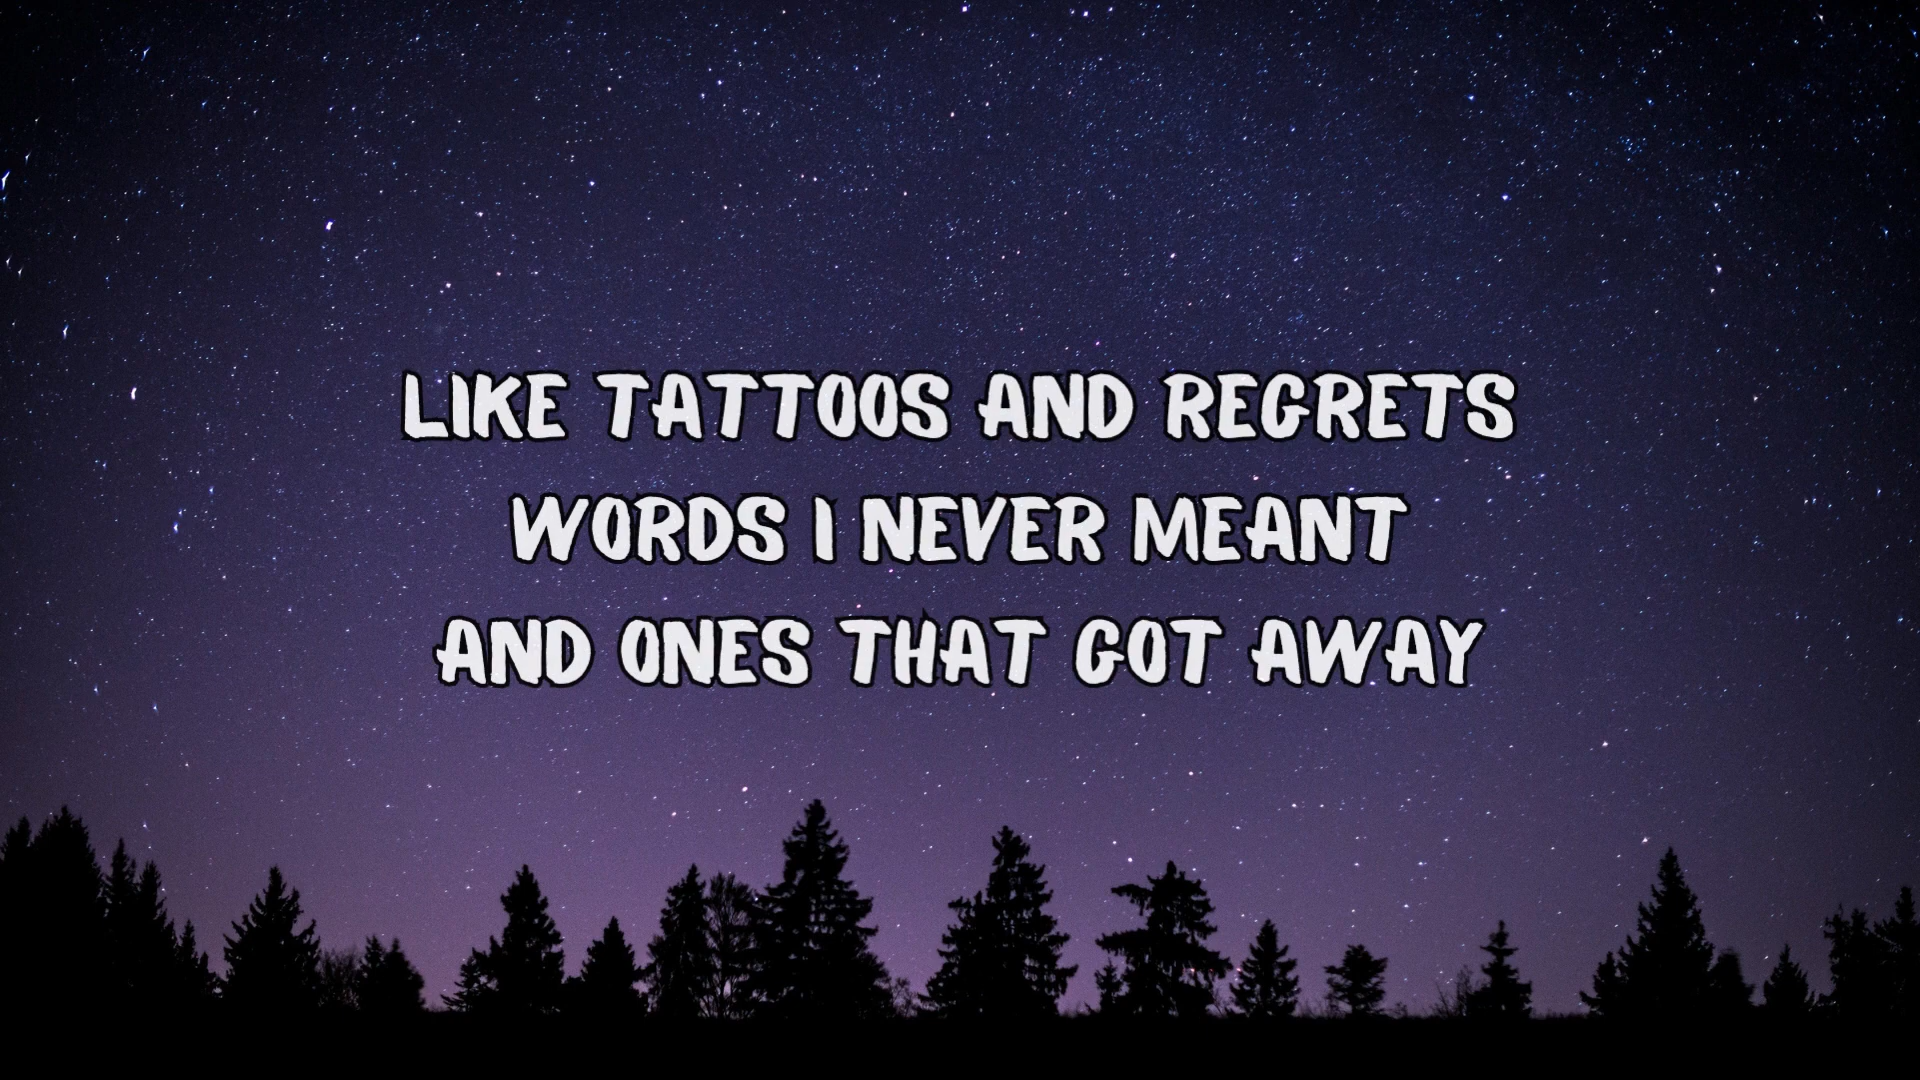 LIKE TATTOOS AND REGRETS
WORDS I NEVER MEANT
AND ONES THAT GOT AWAY